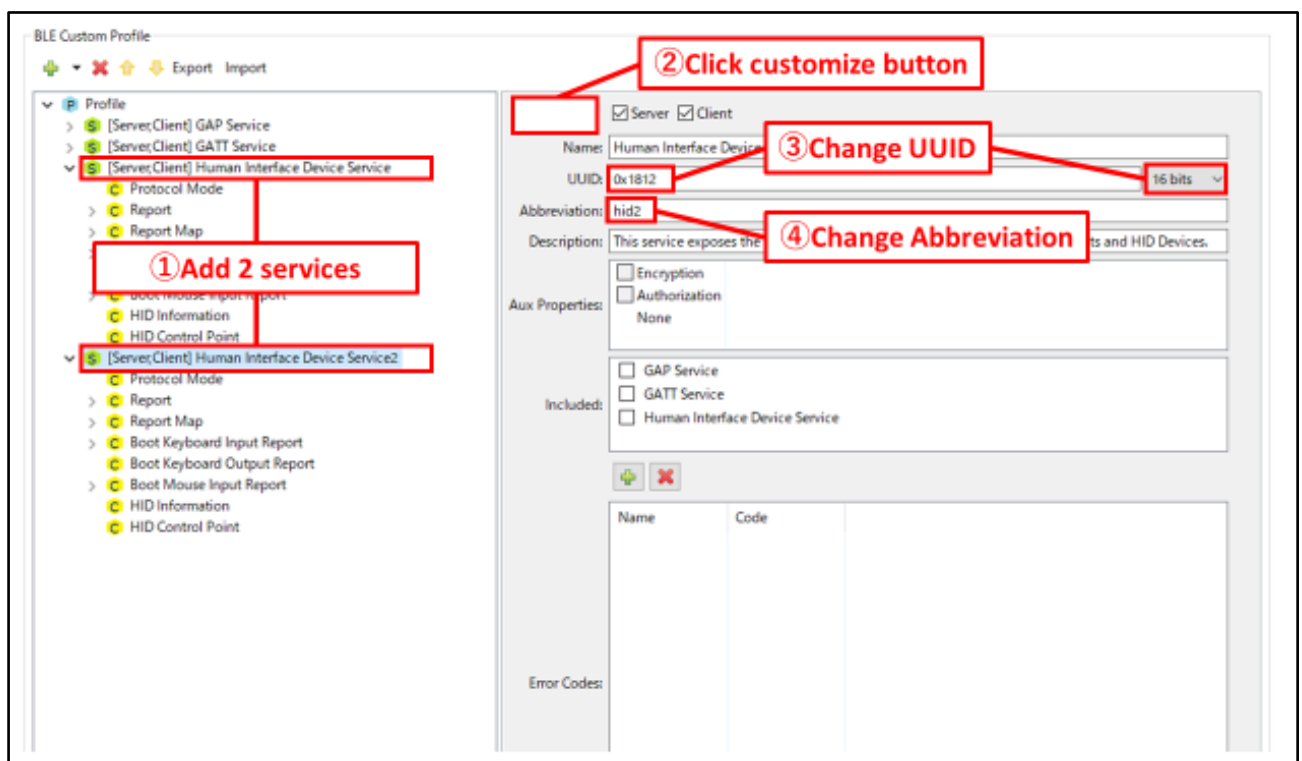 BLE Custom Profile
Export Import
②Click customize button
Profile
[Server,Client] GAP Service
[Server,Client] GATT Service
[Server,Client] Human Interface Device Service
Protocol Mode
Report
Report Map
①Add 2 services
Boot Mouse Input Report
HID Information
HID Control Point
[Server,Client] Human Interface Device Service2
Protocol Mode
Report
Report Map
Boot Keyboard Input Report
Boot Keyboard Output Report
Boot Mouse Input Report
HID Information
HID Control Point
Server Client
Name: Human Interface Device
③Change UUID
UUID: 0x1812 16 bits
Abbreviation: hid2
④Change Abbreviation
Description: This service exposes the and HID Devices.
Aux Properties:
Encryption
Authorization
None
Included:
GAP Service
GATT Service
Human Interface Device Service
Name Code
Error Codes: